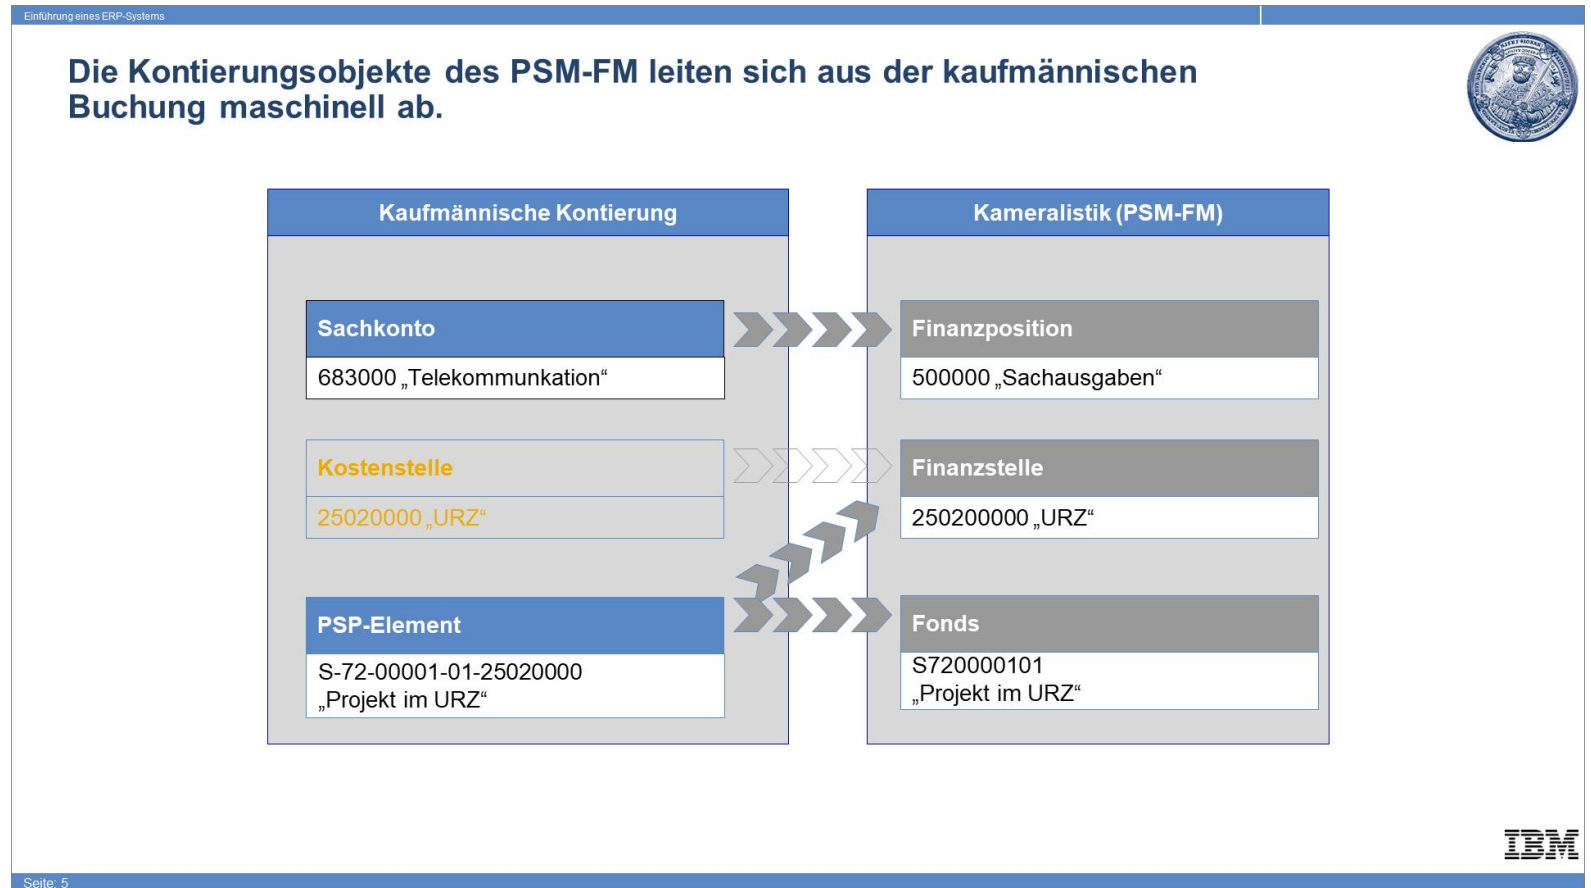 Einführung eines ERP-Systems
Die Kontierungsobjekte des PSM-FM leiten sich aus der kaufmännischen
Buchung maschinell ab.
Kaufmännische Kontierung
Kameralistik (PSM-FM)
Sachkonto
683000 „Telekommunkation“
Finanzposition
500000 „Sachausgaben“
Kostenstelle
25020000 „URZ“
Finanzstelle
250200000 „URZ“
PSP-Element
S-72-00001-01-25020000
„Projekt im URZ“
Fonds
S720000101
„Projekt im URZ“
IBM
Seite: 5